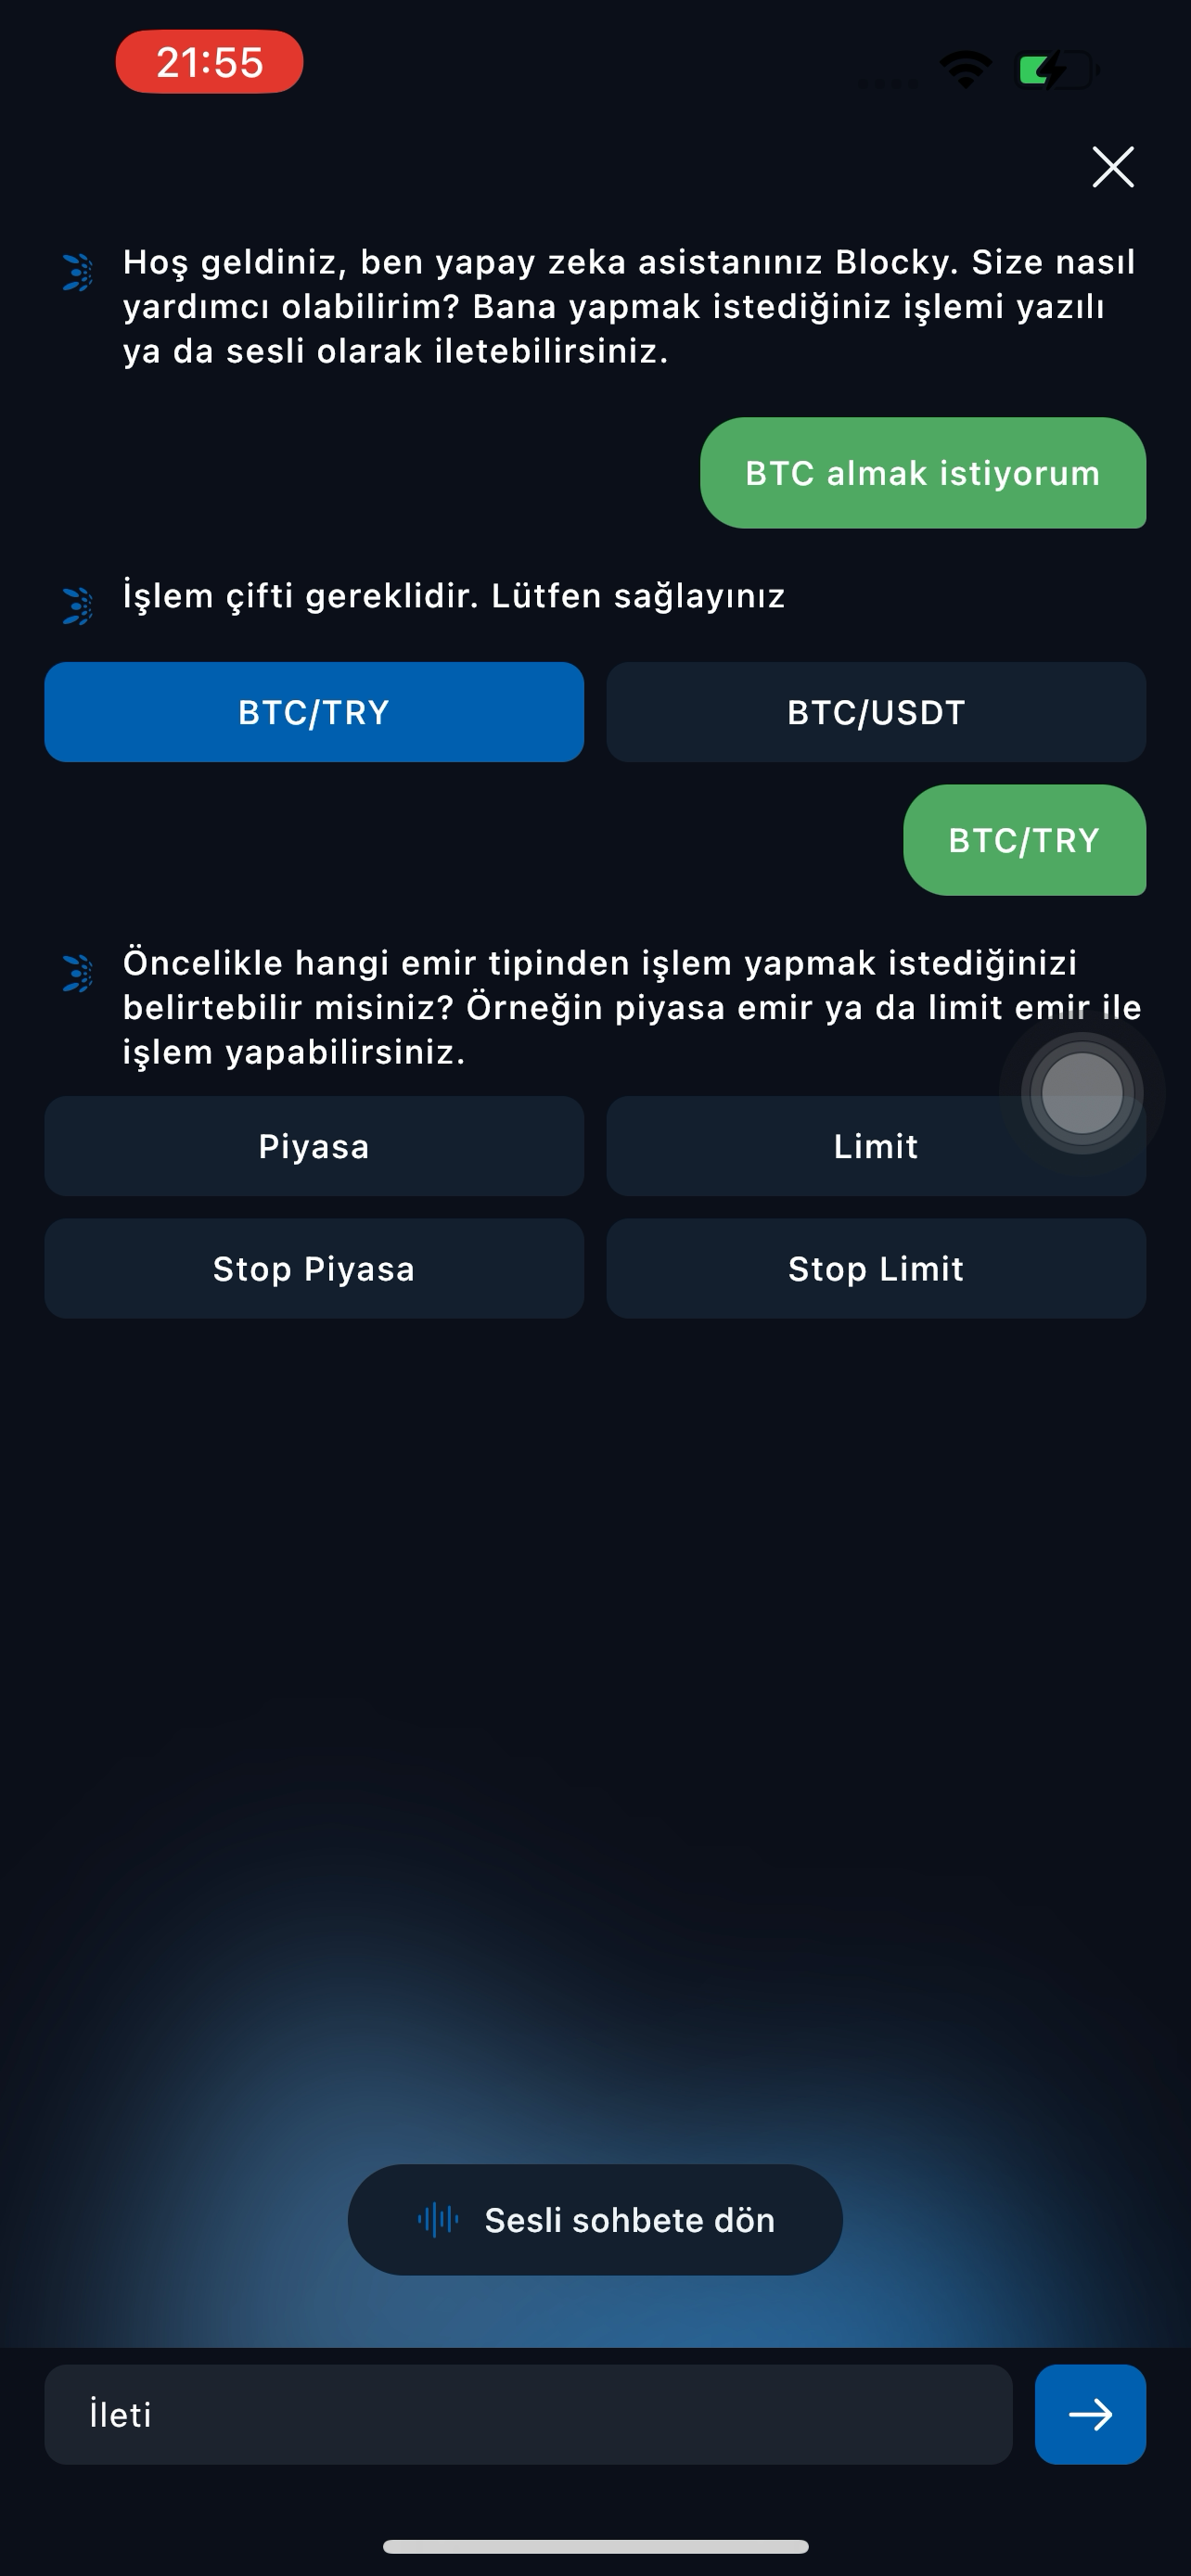 21:55
Hoş geldiniz, ben yapay zeka asistanınız Blocky. Size nasıl
yardımcı olabilirim? Bana yapmak istediğiniz işlemi yazılı
ya da sesli olarak iletebilirsiniz.
BTC almak istiyorum
İşlem çifti gereklidir. Lütfen sağlayınız
BTC/TRY
BTC/USDT
BTC/TRY
Öncelikle hangi emir tipinden işlem yapmak istediğinizi
belirtebilir misiniz? Örneğin piyasa emir ya da limit emir ile
işlem yapabilirsiniz.
Piyasa
Limit
Stop Piyasa
Stop Limit
Sesli sohbete dön
İleti